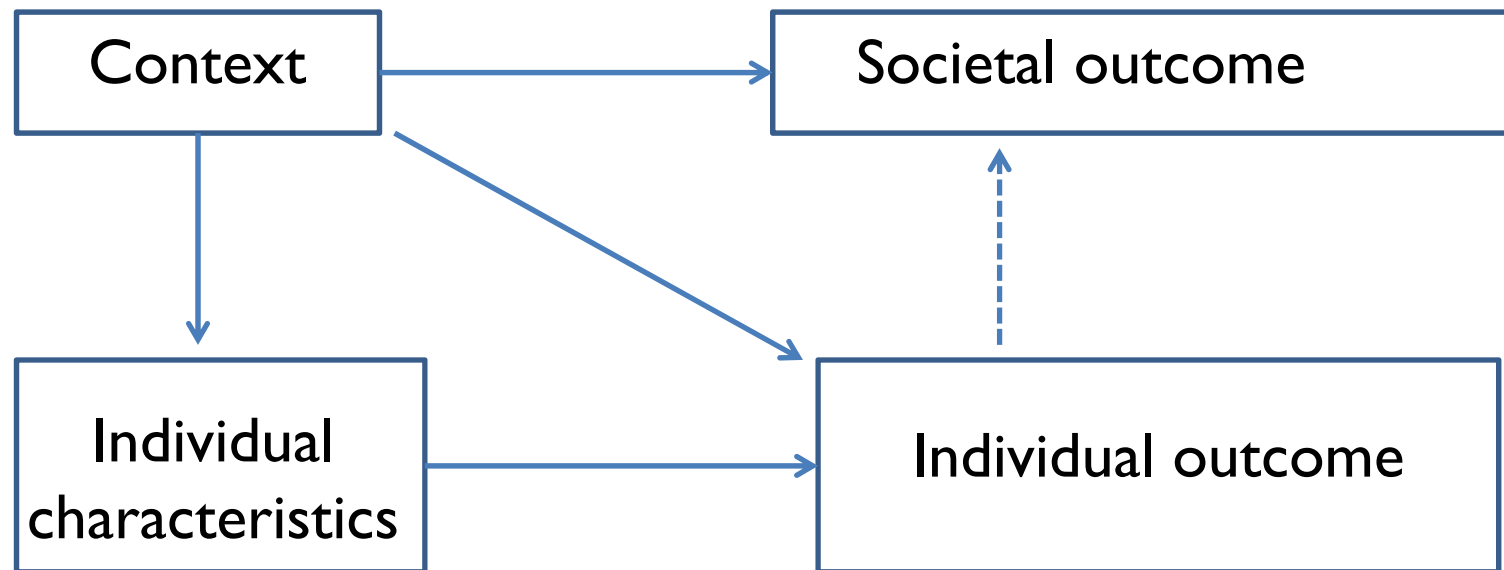 Context
Societal outcome
Individual
characteristics
Individual outcome